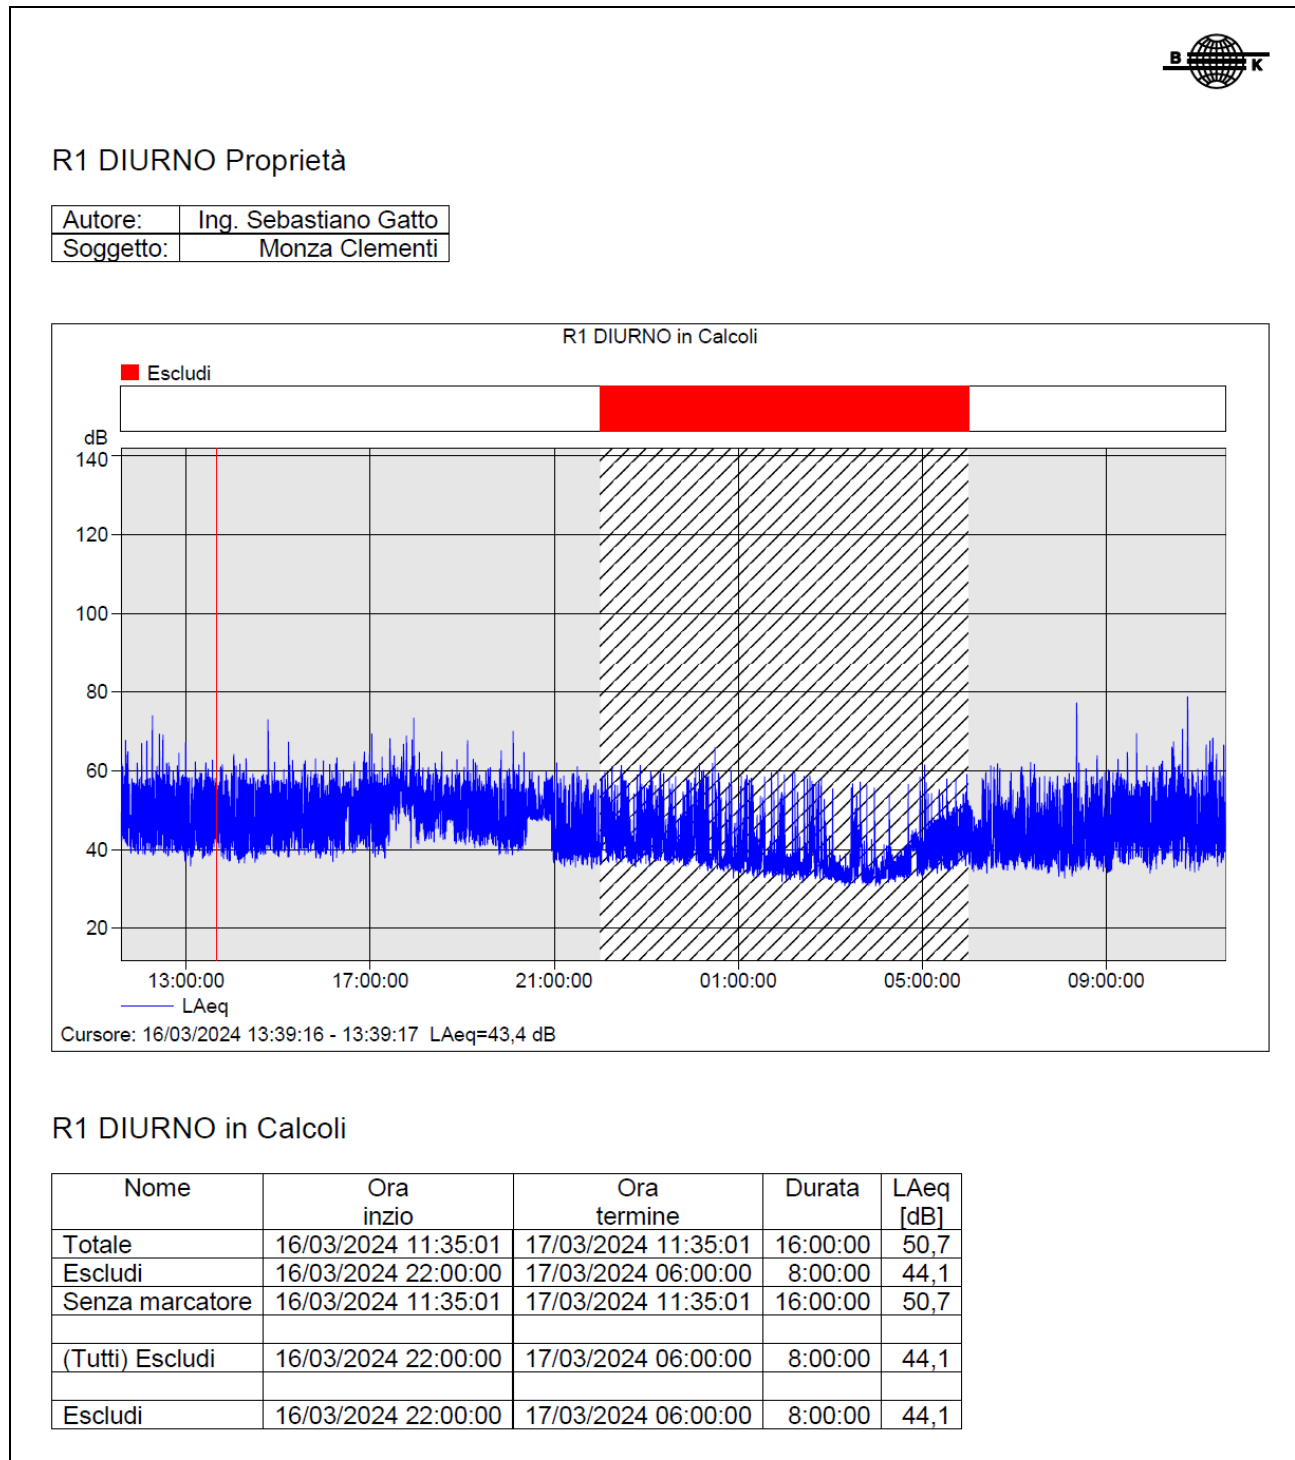 B K
R1 DIURNO Proprietà
Autore: Ing. Sebastiano Gatto
Soggetto: Monza Clementi
R1 DIURNO in Calcoli
Escludi
dB
140
120
100
80
60
40
20
13:00:00 17:00:00 21:00:00 01:00:00 05:00:00 09:00:00
LAeq
Cursore: 16/03/2024 13:39:16 - 13:39:17 LAeq=43,4 dB
R1 DIURNO in Calcoli
Nome Ora Ora Durata LAeq
inzio termine [dB]
Totale 16/03/2024 11:35:01 17/03/2024 11:35:01 16:00:00 50,7
Escludi 16/03/2024 22:00:00 17/03/2024 06:00:00 8:00:00 44,1
Senza marcatore 16/03/2024 11:35:01 17/03/2024 11:35:01 16:00:00 50,7
(Tutti) Escludi 16/03/2024 22:00:00 17/03/2024 06:00:00 8:00:00 44,1
Escludi 16/03/2024 22:00:00 17/03/2024 06:00:00 8:00:00 44,1